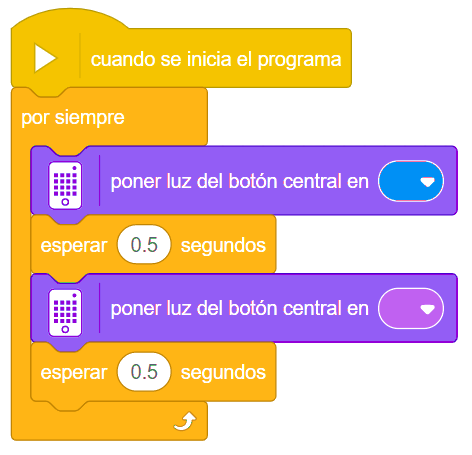 cuando se inicia el programa
por siempre
poner luz del botón central en
esperar 0.5 segundos
poner luz del botón central en
esperar 0.5 segundos